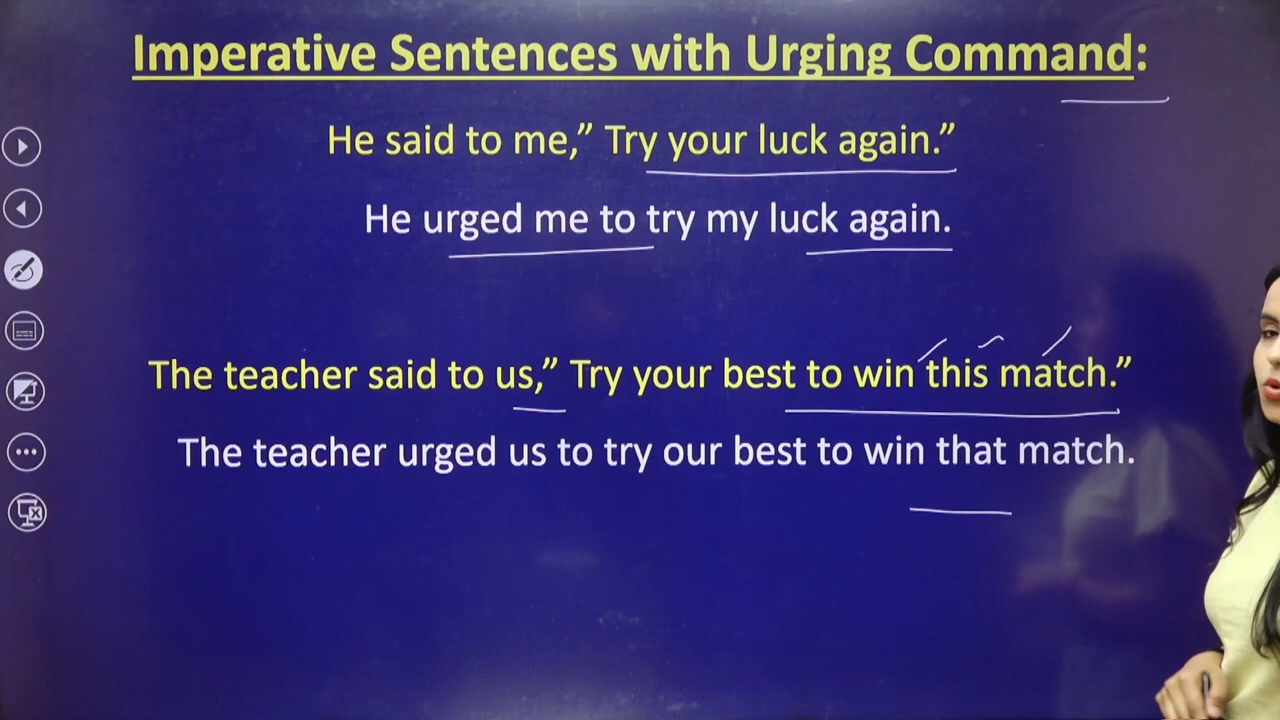 Imperative Sentences with Urging Command:
He said to me,” Try your luck again.”
He urged me to try my luck again.
The teacher said to us,” Try your best to win this match.”
The teacher urged us to try our best to win that match.